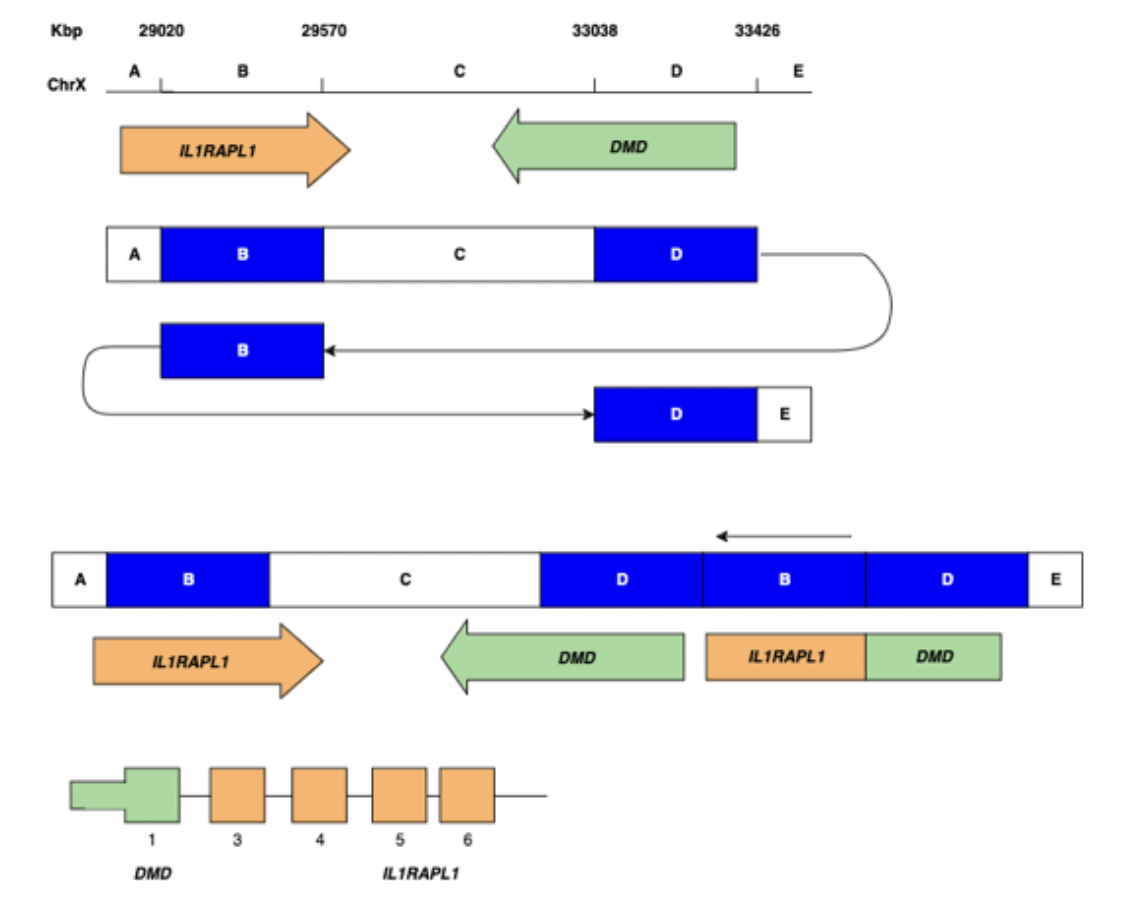 Kbp 29020 29570 33038 33426
A B C D E
ChrX
IL1RAPL1 DMD
A B C D
B
D E
A B C D B D E
IL1RAPL1 DMD IL1RAPL1 DMD
1 3 4 5 6
DMD IL1RAPL1